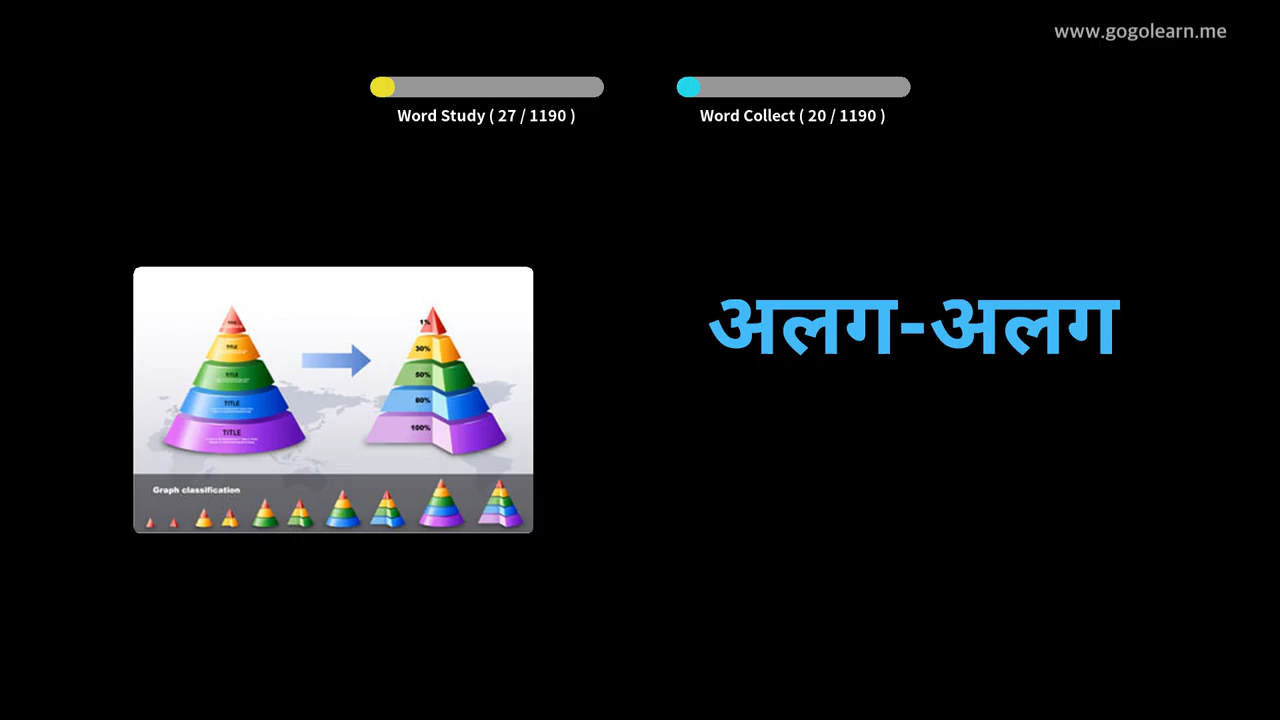 www.gogolearn.me
Word Study ( 27 / 1190 )
Word Collect ( 20 / 1190 )
अलग-अलग
TITLE
TITLE
TITLE
TITLE
1%
30%
50%
80%
100%
Graph classification